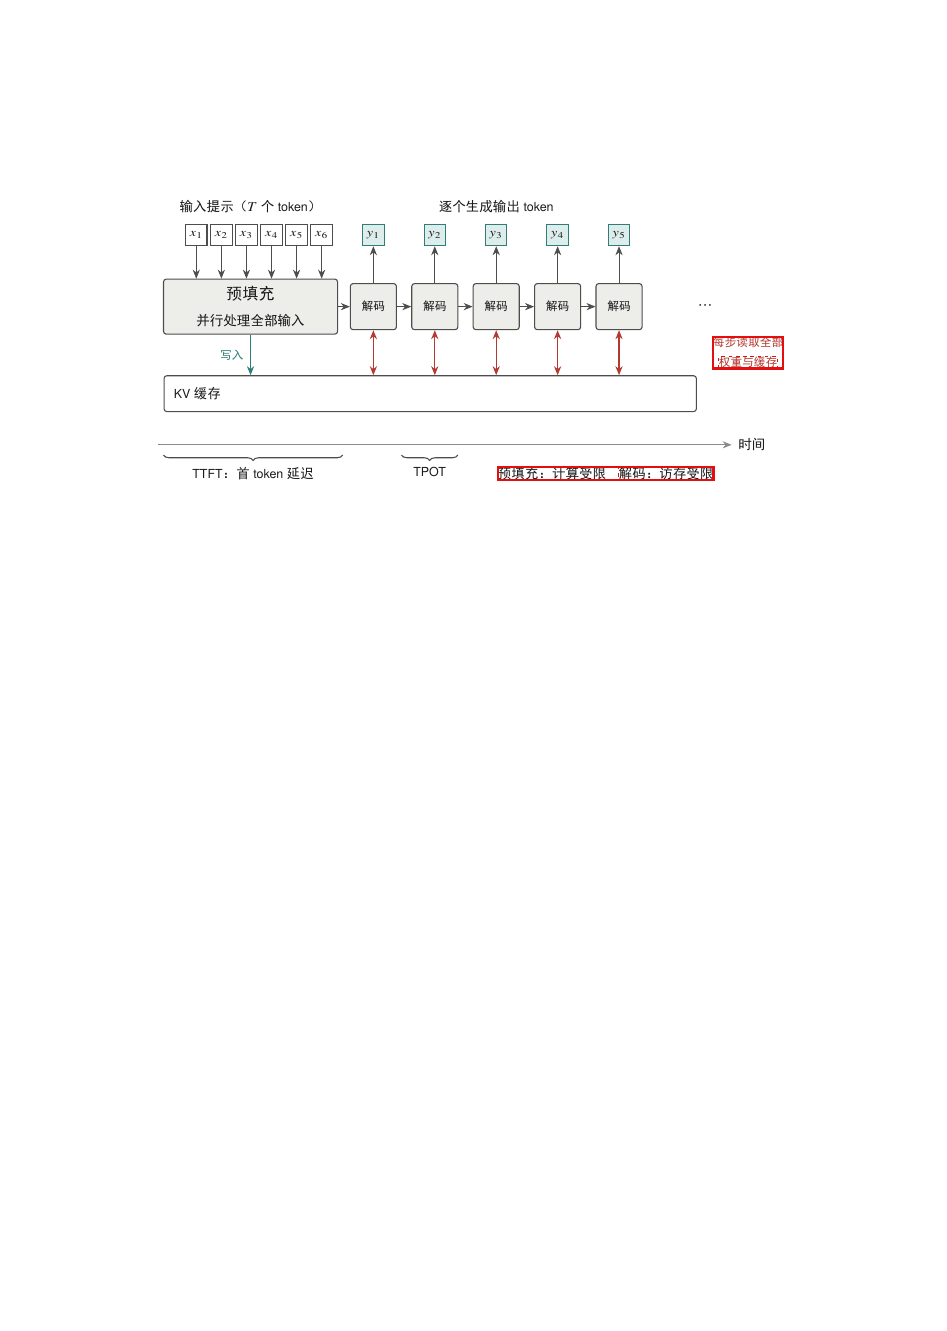 输入提示（T 个 token）
逐个生成输出 token
x1 x2 x3 x4 x5 x6 y1 y2 y3 y4 y5
预填充
并行处理全部输入
解码 解码 解码 解码 解码
…
每步读取全部
权重与缓存
写入
KV 缓存
时间
TTFT：首 token 延迟
TPOT
预填充：计算受限 解码：访存受限